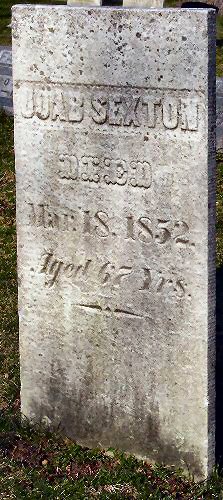 JOAB SEXTON
DIED
Mar. 18, 1852.
Aged 67 Yrs.